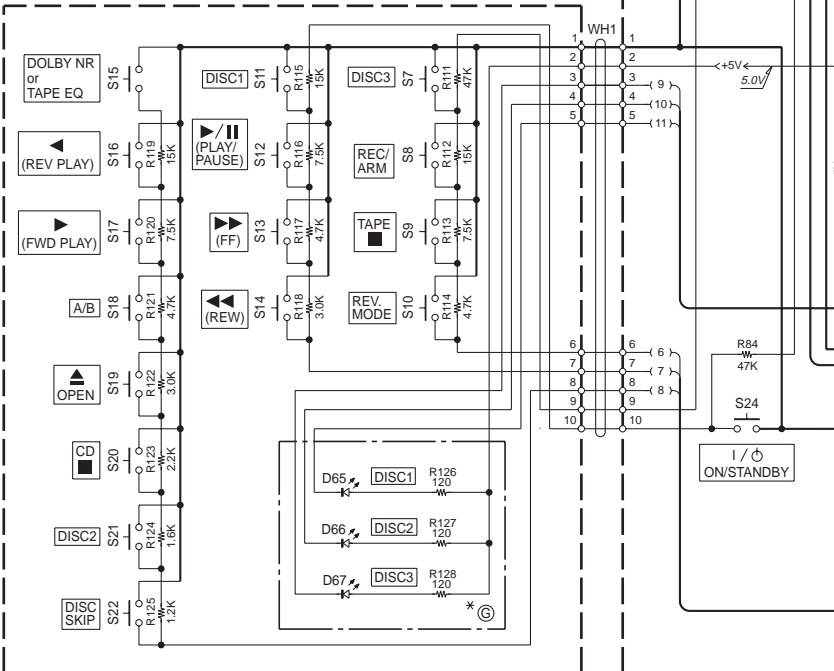 WH1
DOLBY NR
or
TAPE EQ
S15
DISC1
S11
R115
15K
DISC3
S7
R111
47K
1 1
2 2
3 3
4 4
5 5
<+5V<
5.0V
( 9 )
(10)
(11)
◀
(REV PLAY)
S16
R119
15K
▶/❚❚
(PLAY/
PAUSE)
S12
R116
7.5K
REC/
ARM
S8
R112
15K
▶
(FWD PLAY)
S17
R120
7.5K
▶▶
(FF)
S13
R117
4.7K
TAPE
■
S9
R113
7.5K
A/B
S18
R121
4.7K
◀◀
(REW)
S14
R118
3.0K
REV.
MODE
S10
R114
4.7K
6 6
7 7
8 8
9 9
10 10
( 6 )
( 7 )
( 8 )
R84
47K
S24
I / ⏻
ON/STANDBY
OPEN
S19
R122
3.0K
CD
■
S20
R123
2.2K
DISC2
S21
R124
1.6K
DISC
SKIP
S22
R125
1.2K
D65
DISC1
R126
120
D66
DISC2
R127
120
D67
DISC3
R128
120
* G